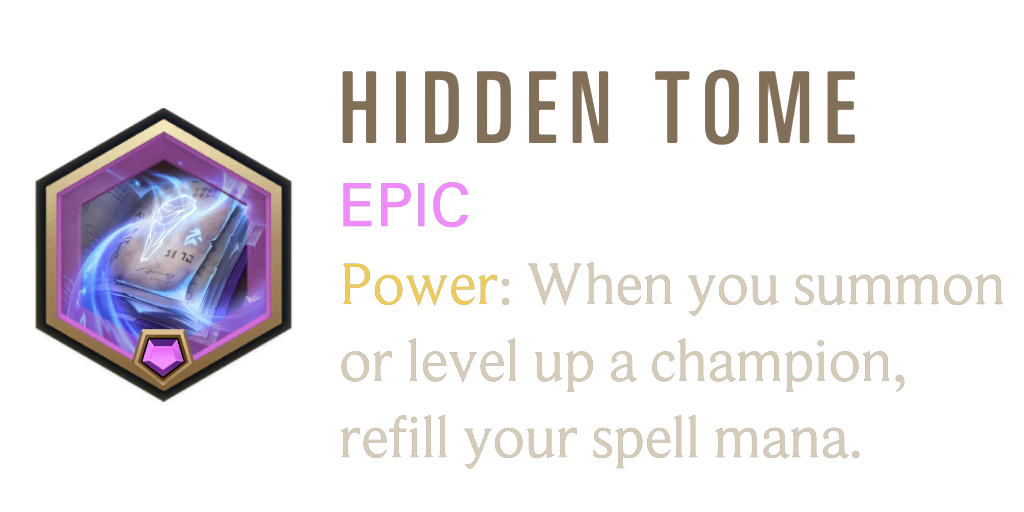 HIDDEN TOME
EPIC
Power: When you summon
or level up a champion,
refill your spell mana.